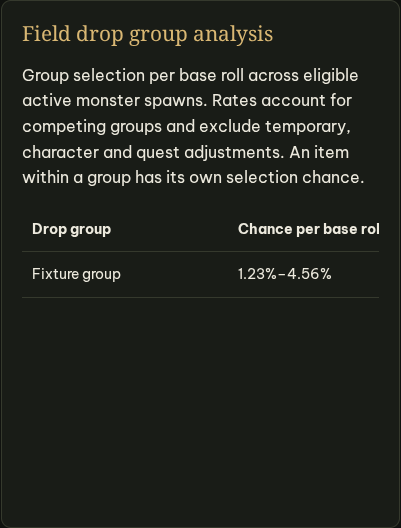 Field drop group analysis
Group selection per base roll across eligible
active monster spawns. Rates account for
competing groups and exclude temporary,
character and quest adjustments. An item
within a group has its own selection chance.
Drop group Chance per base rol
Fixture group 1.23%–4.56%